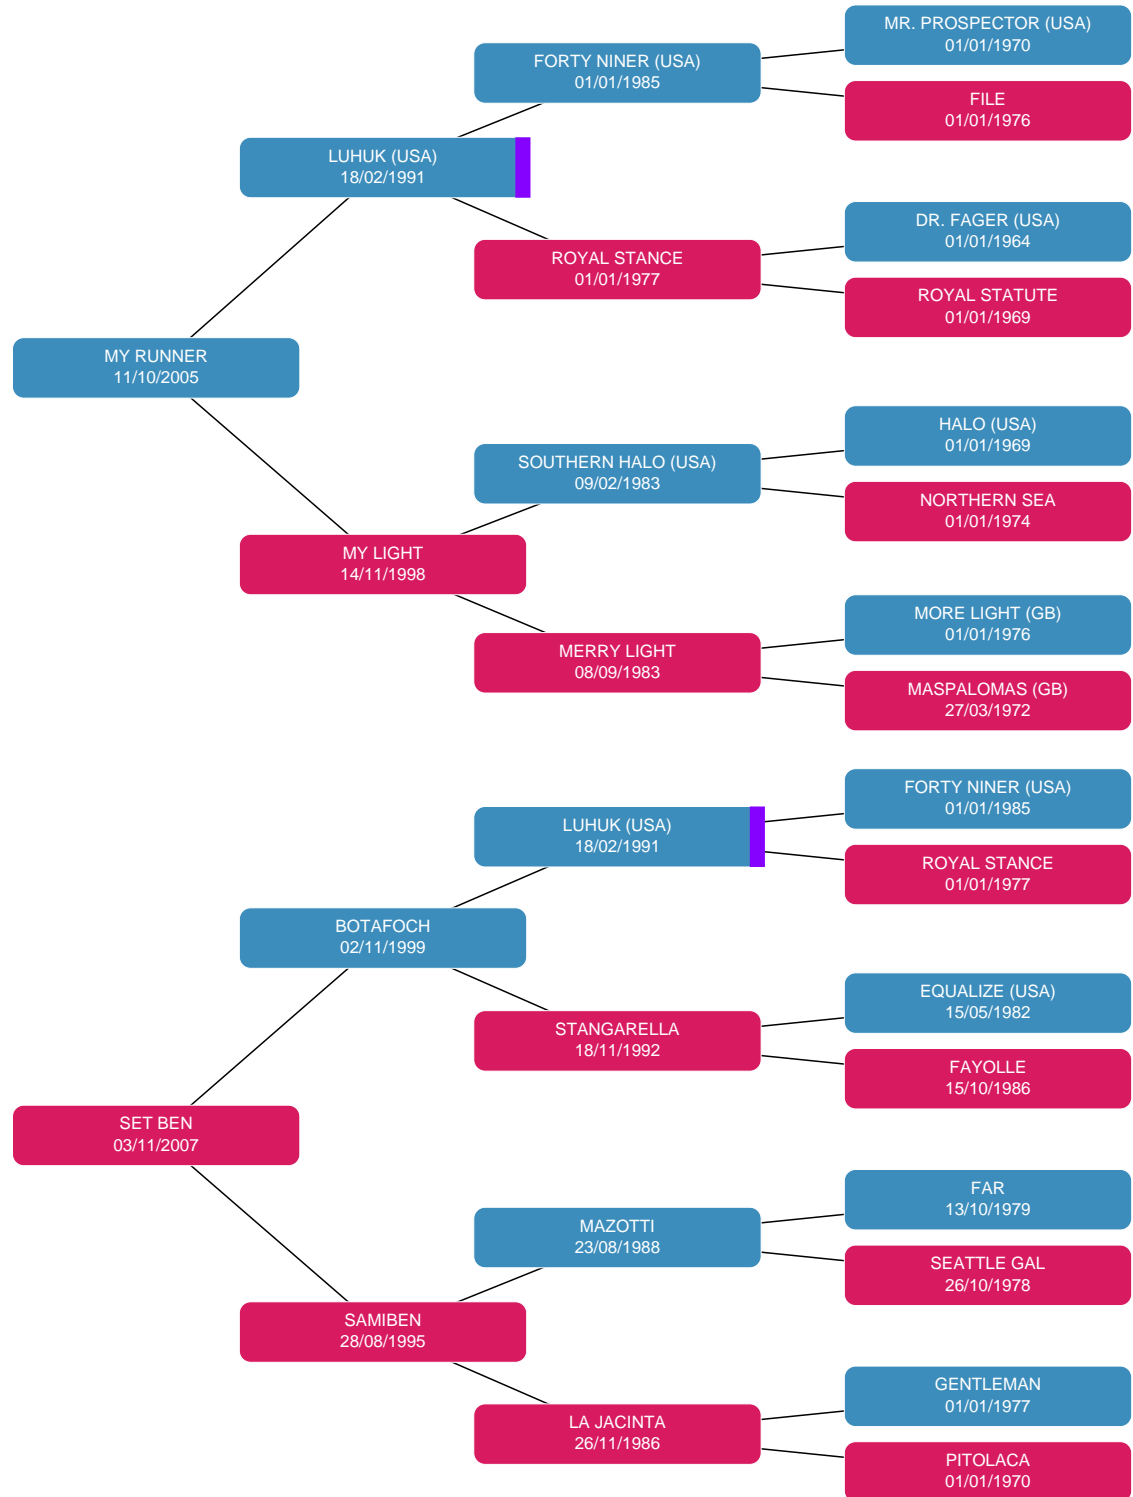 MR. PROSPECTOR (USA)
01/01/1970
FORTY NINER (USA)
01/01/1985
FILE
01/01/1976
LUHUK (USA)
18/02/1991
DR. FAGER (USA)
01/01/1964
ROYAL STANCE
01/01/1977
ROYAL STATUTE
01/01/1969
MY RUNNER
11/10/2005
HALO (USA)
01/01/1969
SOUTHERN HALO (USA)
09/02/1983
NORTHERN SEA
01/01/1974
MY LIGHT
14/11/1998
MORE LIGHT (GB)
01/01/1976
MERRY LIGHT
08/09/1983
MASPALOMAS (GB)
27/03/1972
FORTY NINER (USA)
01/01/1985
LUHUK (USA)
18/02/1991
ROYAL STANCE
01/01/1977
BOTAFOCH
02/11/1999
EQUALIZE (USA)
15/05/1982
STANGARELLA
18/11/1992
FAYOLLE
15/10/1986
SET BEN
03/11/2007
FAR
13/10/1979
MAZOTTI
23/08/1988
SEATTLE GAL
26/10/1978
SAMIBEN
28/08/1995
GENTLEMAN
01/01/1977
LA JACINTA
26/11/1986
PITOLACA
01/01/1970